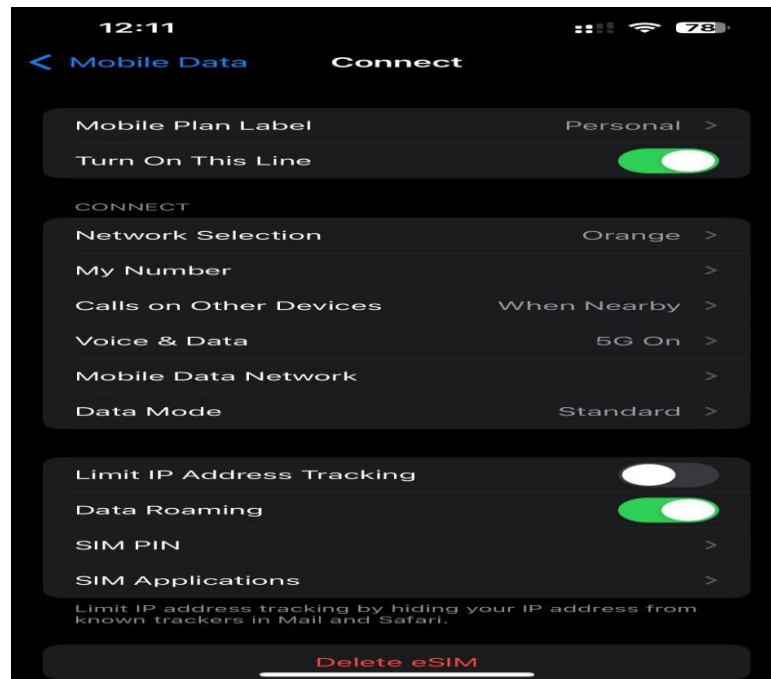 12:11
78
Mobile Data
Connect
Mobile Plan Label Personal
Turn On This Line
CONNECT
Network Selection Orange
My Number
Calls on Other Devices When Nearby
Voice & Data 5G On
Mobile Data Network
Data Mode Standard
Limit IP Address Tracking
Data Roaming
SIM PIN
SIM Applications
Limit IP address tracking by hiding your IP address from
known trackers in Mail and Safari.
Delete eSIM